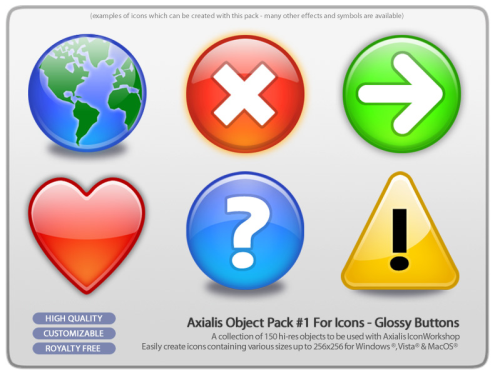 (examples of icons which can be created with this pack - many other effects and symbols are available)
?
!
HIGH QUALITY
CUSTOMIZABLE
ROYALTY FREE
Axialis Object Pack #1 For Icons - Glossy Buttons
A collection of 150 hi-res objects to be used with Axialis IconWorkshop
Easily create icons containing various sizes up to 256x256 for Windows®, Vista® & MacOS®